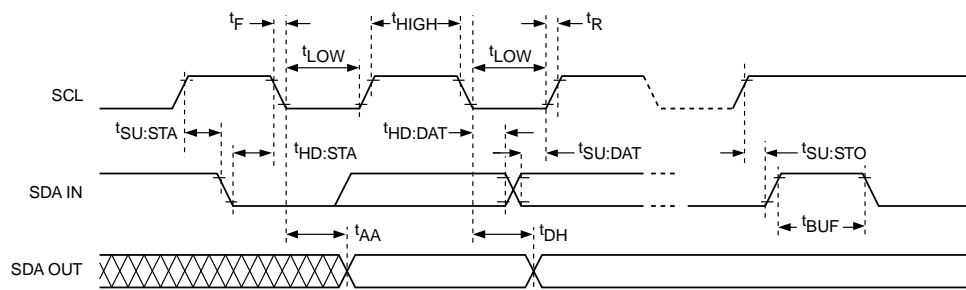 tF
tHIGH
tR
tLOW
tLOW
SCL
tSU:STA
tHD:STA
tHD:DAT
tSU:DAT
tSU:STO
SDA IN
tBUF
tAA
tDH
SDA OUT